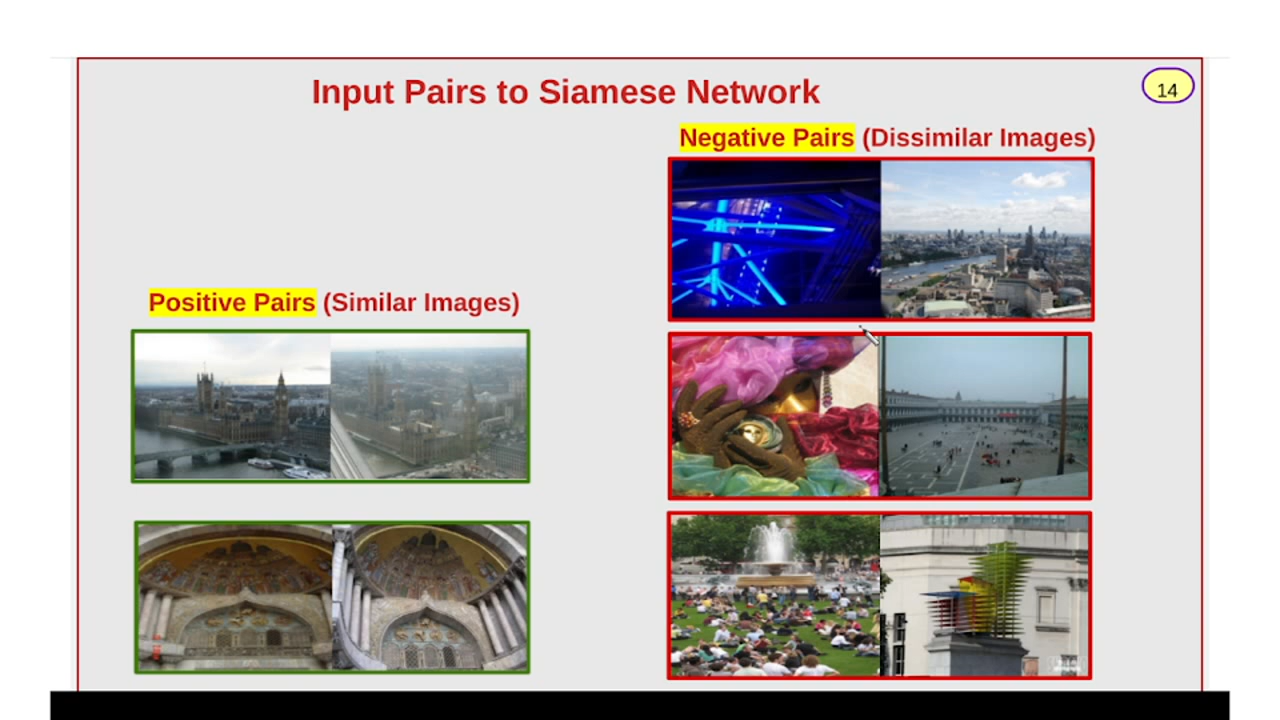 Input Pairs to Siamese Network
14
Negative Pairs (Dissimilar Images)
Positive Pairs (Similar Images)